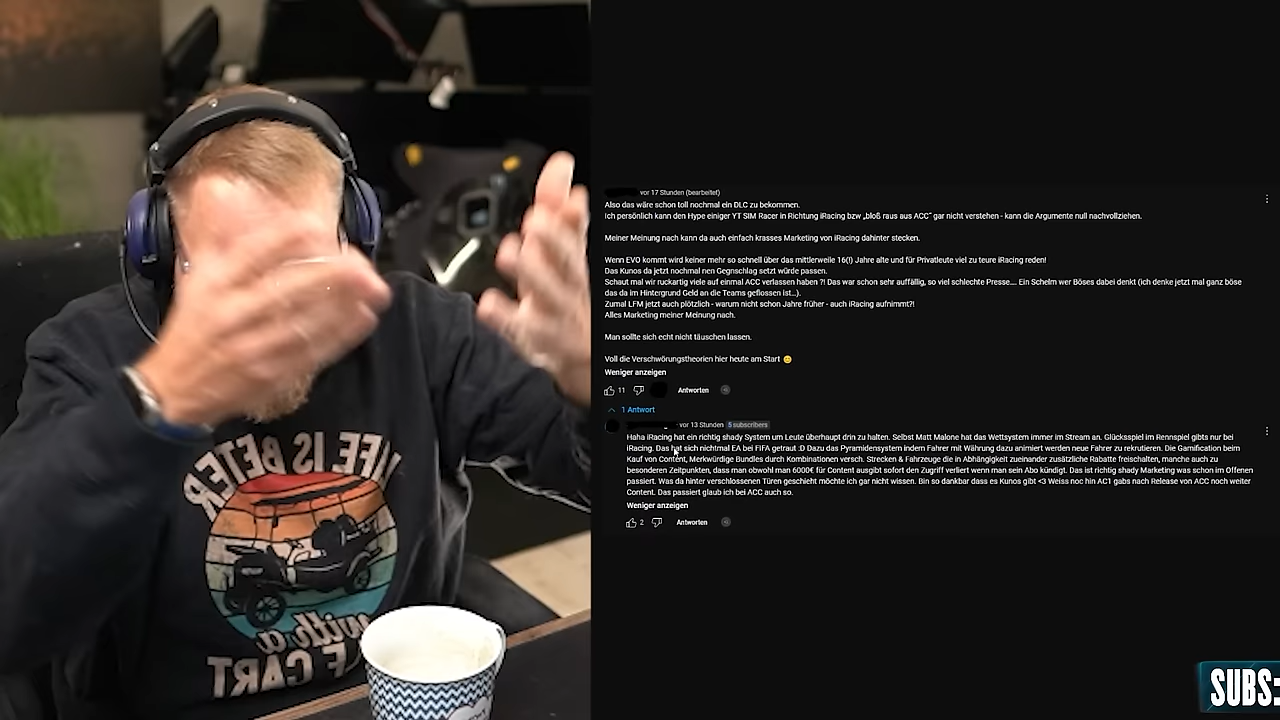 vor 17 Stunden (bearbeitet)
Also das wäre schon toll nochmal ein DLC zu bekommen.
Ich persönlich kann den Hype einiger YT SIM Racer in Richtung iRacing bzw „bloß raus aus ACC" gar nicht verstehen - kann die Argumente null nachvollziehen.
Meiner Meinung nach kann da auch einfach krasses Marketing von iRacing dahinter stecken.
Wenn EVO kommt wird keiner mehr so schnell über das mittlerweile 16(!) Jahre alte und für Privatleute viel zu teure iRacing reden!
Das Kunos da jetzt nochmal nen Gegnschlag setzt würde passen.
Schaut mal wir ruckartig viele auf einmal ACC verlassen haben ?! Das war schon sehr auffällig, so viel schlechte Presse.... Ein Schelm wer Böses dabei denkt (ich denke jetzt mal ganz böse
das da im Hintergrund Geld an die Teams geflossen ist...).
Zumal LFM jetzt auch plötzlich - warum nicht schon Jahre früher - auch iRacing aufnimmt?!
Alles Marketing meiner Meinung nach.
Man sollte sich echt nicht täuschen lassen.
Voll die Verschwörungstheorien hier heute am Start 😊
Weniger anzeigen
11 Antworten
1 Antwort
vor 13 Stunden 5 subscribers
Haha iRacing hat ein richtig shady System um Leute überhaupt drin zu halten. Selbst Matt Malone hat das Wettsystem immer im Stream an. Glücksspiel im Rennspiel gibts nur bei
iRacing. Das hat sich nichtmal EA bei FIFA getraut :D Dazu das Pyramidensystem indem Fahrer mit Währung dazu animiert werden neue Fahrer zu rekrutieren. Die Gamification beim
Kauf von Content, Merkwürdige Bundles durch Kombinationen versch. Strecken & Fahrzeuge die in Abhängigkeit zueinander zusätzliche Rabatte freischalten, manche auch zu
besonderen Zeitpunkten, dass man obwohl man 6000€ für Content ausgibt sofort den Zugriff verliert wenn man sein Abo kündigt. Das ist richtig shady Marketing was schon im Offenen
passiert. Was da hinter verschlossenen Türen geschieht möchte ich gar nicht wissen. Bin so dankbar dass es Kunos gibt <3 Weiss noc hin AC1 gabs nach Release von ACC noch weiter
Content. Das passiert glaub ich bei ACC auch so.
Weniger anzeigen
2 Antworten
LIFE IS BETER
with a
CART
SUBS: